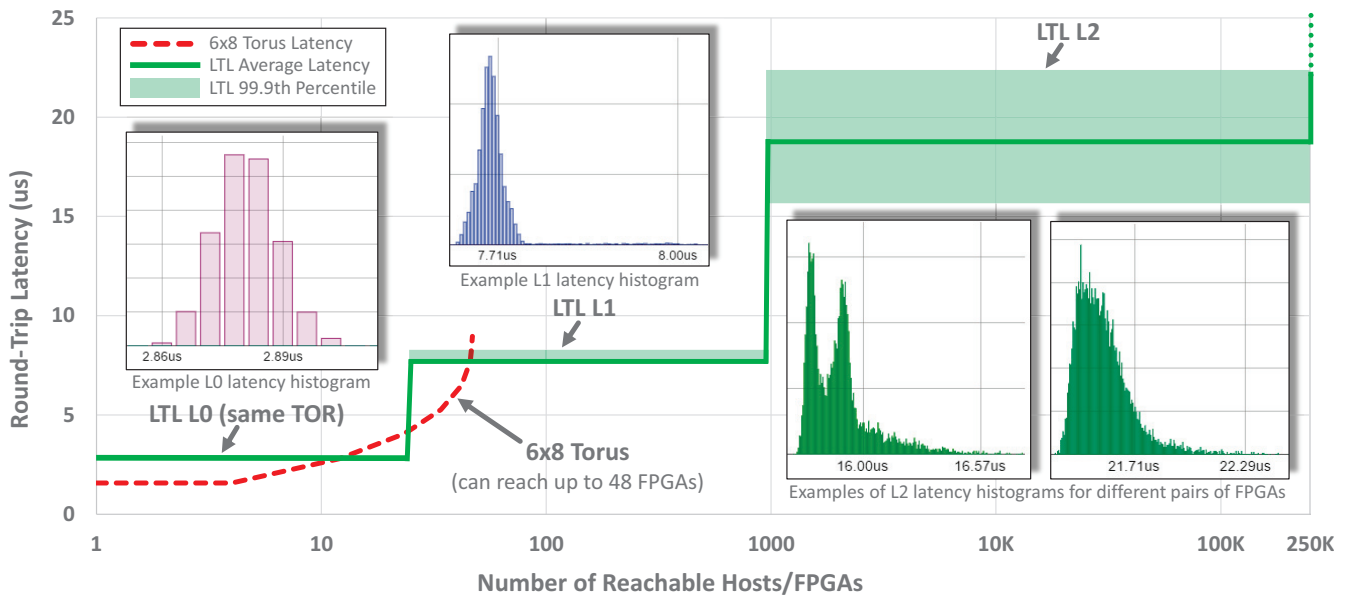 25
20
15
10
5
0
Round-Trip Latency (us)
6x8 Torus Latency
LTL Average Latency
LTL 99.9th Percentile
2.86us
2.89us
Example L0 latency histogram
LTL L0 (same TOR)
7.71us
8.00us
Example L1 latency histogram
LTL L1
6x8 Torus
(can reach up to 48 FPGAs)
LTL L2
16.00us
16.57us
21.71us
22.29us
Examples of L2 latency histograms for different pairs of FPGAs
1
10
100
1000
10K
100K
250K
Number of Reachable Hosts/FPGAs